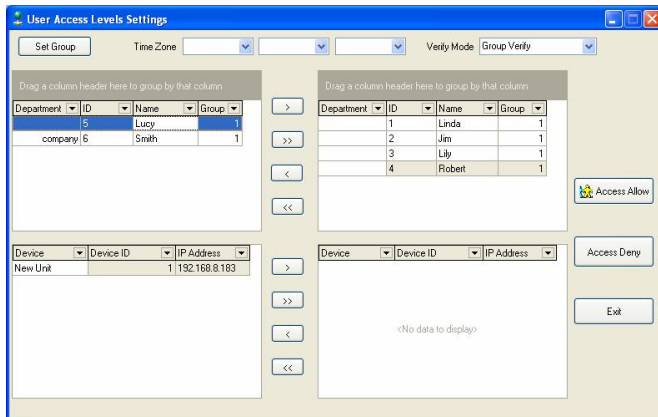 User Access Levels Settings
Set Group Time Zone Verify Mode Group Verify
Drag a column header here to group by that column
Department ID Name Group
5 Lucy 1
company 6 Smith 1
>
>>
<
<<
Drag a column header here to group by that column
Department ID Name Group
1 Linda 1
2 Jim 1
3 Lily 1
4 Robert 1
Access Allow
Access Deny
Exit
Device Device ID IP Address
New Unit 1 192.168.8.183
>
>>
<
<<
Device Device ID IP Address
<No data to display>